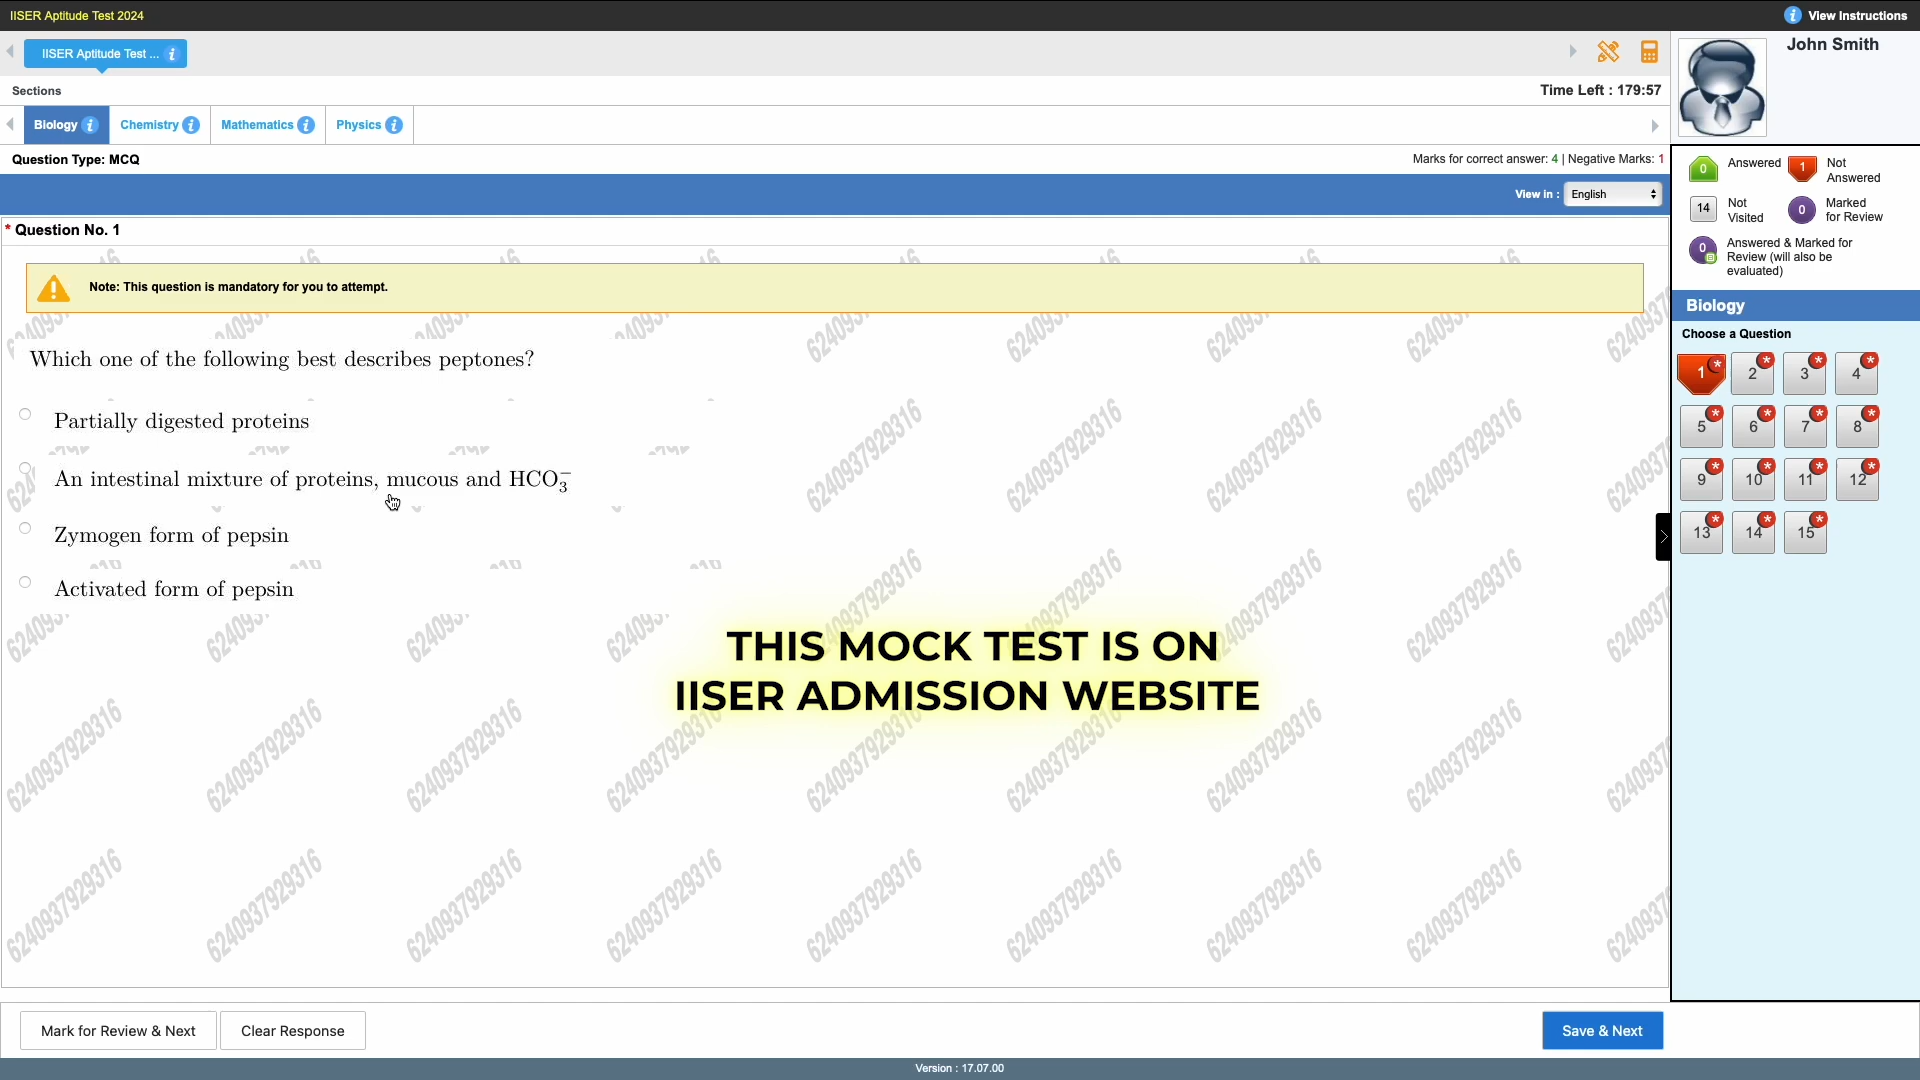 IISER Aptitude Test 2024
View Instructions
IISER Aptitude Test ...
John Smith
Sections
Time Left : 179:57
Biology
Chemistry
Mathematics
Physics
Question Type: MCQ
Marks for correct answer: 4 | Negative Marks: 1
View in : English
* Question No. 1
Note: This question is mandatory for you to attempt.
Which one of the following best describes peptones?
Partially digested proteins
An intestinal mixture of proteins, mucous and HCO₃⁻
Zymogen form of pepsin
Activated form of pepsin
THIS MOCK TEST IS ON
IISER ADMISSION WEBSITE
6240937929316
0 Answered
1 Not Answered
14 Not Visited
0 Marked for Review
0 Answered & Marked for
Review (will also be
evaluated)
Biology
Choose a Question
1* 2* 3* 4*
5* 6* 7* 8*
9* 10* 11* 12*
13* 14* 15*
Mark for Review & Next
Clear Response
Save & Next
Version : 17.07.00